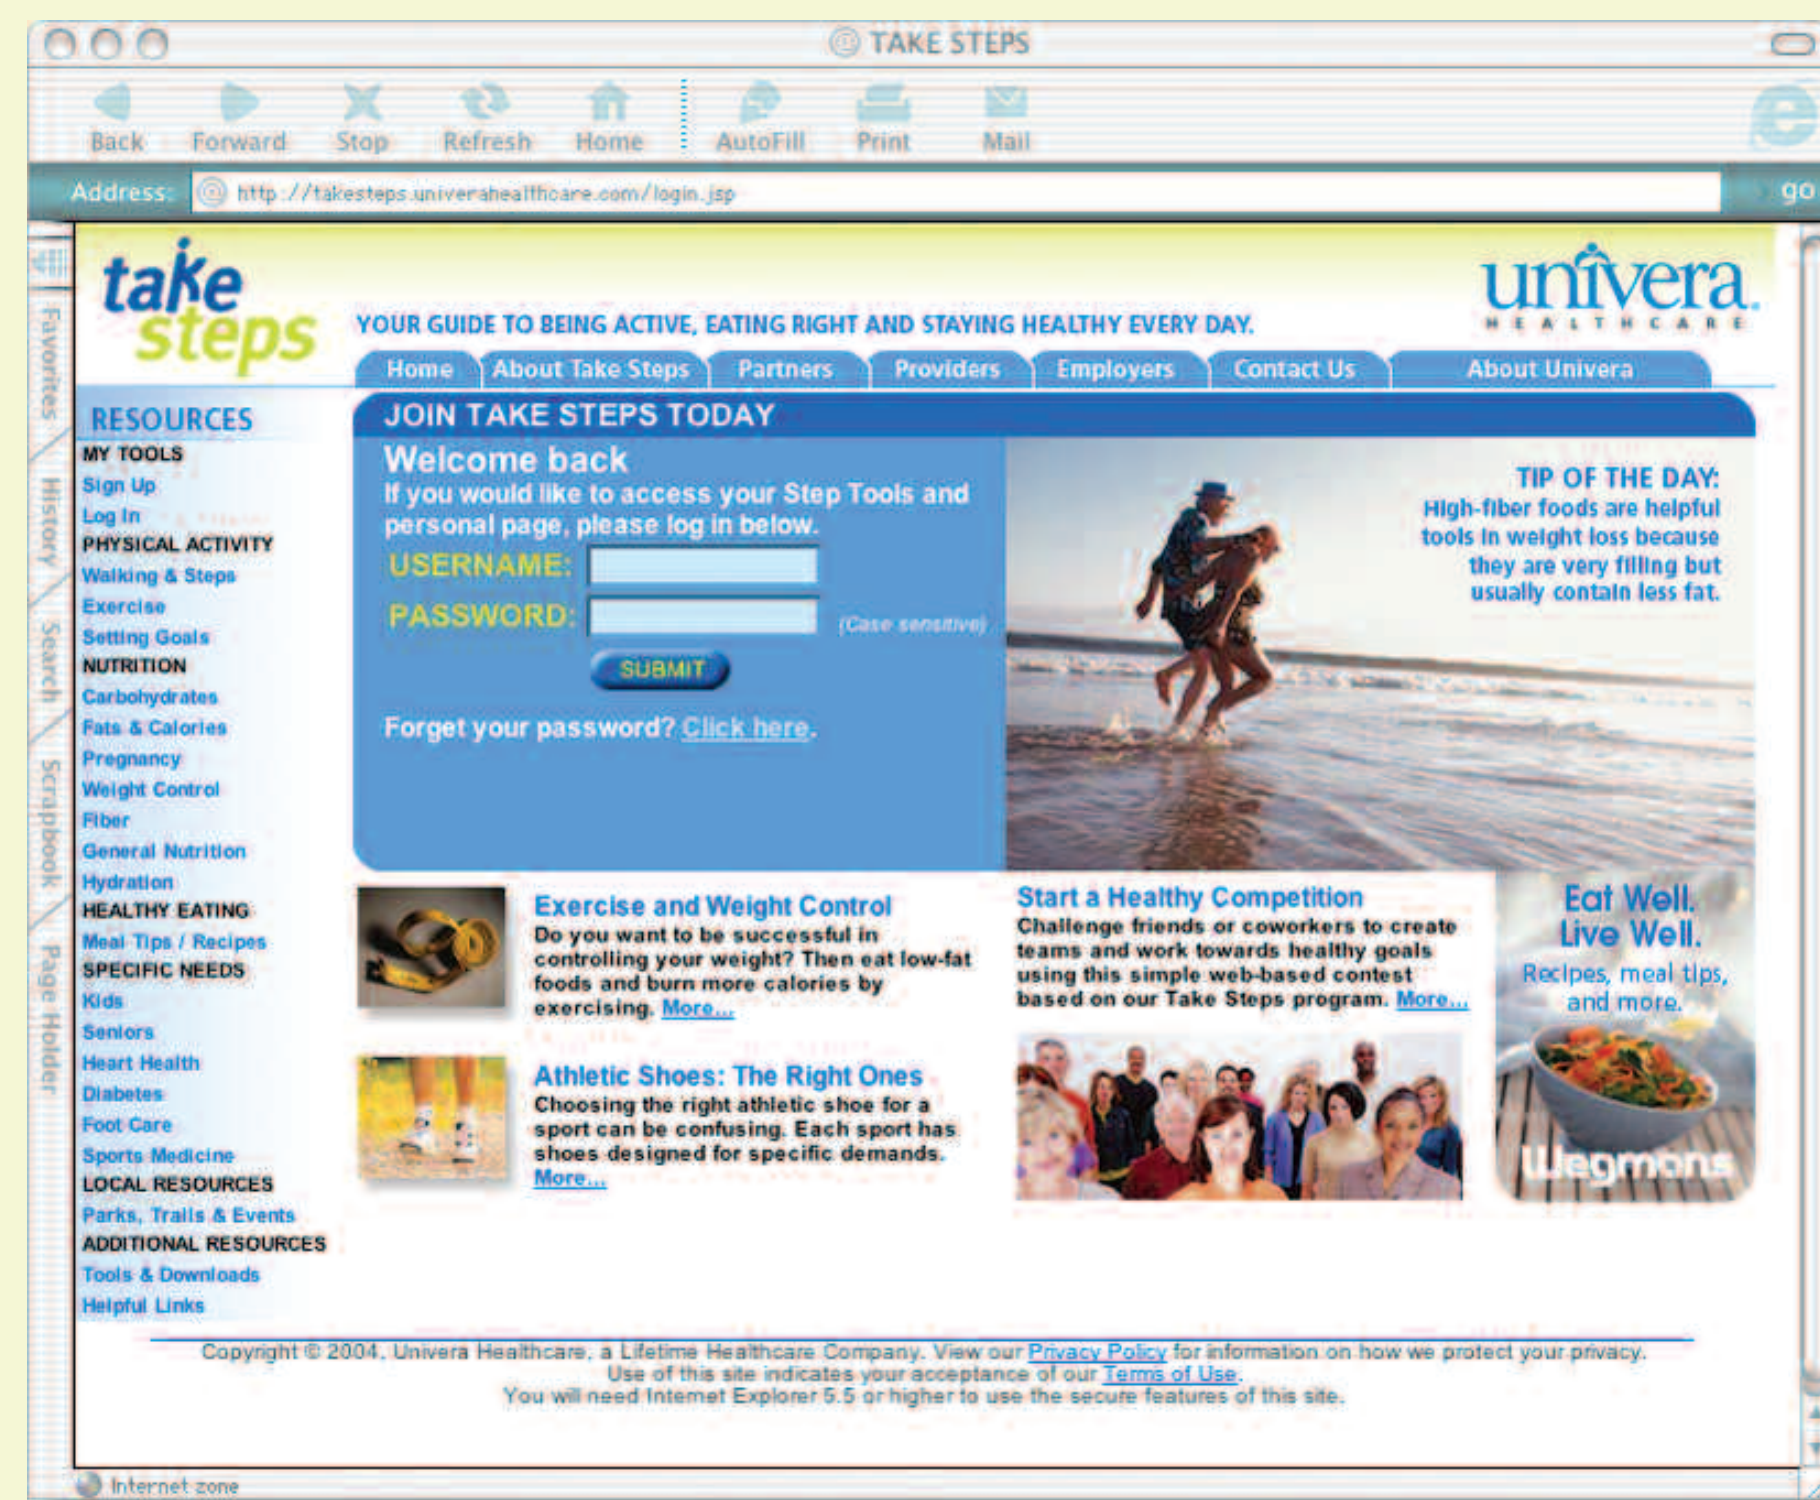 TAKE STEPS
Back Forward Stop Refresh Home AutoFill Print Mail
Address: http://takesteps.univerahealthcare.com/login.jsp go
take
steps
YOUR GUIDE TO BEING ACTIVE, EATING RIGHT AND STAYING HEALTHY EVERY DAY.
univera
HEALTHCARE
Home About Take Steps Partners Providers Employers Contact Us About Univera
Favorites
History
Search
Scrapbook
Page Holder
RESOURCES
MY TOOLS
Sign Up
Log In
PHYSICAL ACTIVITY
Walking & Steps
Exercise
Setting Goals
NUTRITION
Carbohydrates
Fats & Calories
Pregnancy
Weight Control
Fiber
General Nutrition
Hydration
HEALTHY EATING
Meal Tips / Recipes
SPECIFIC NEEDS
Kids
Seniors
Heart Health
Diabetes
Foot Care
Sports Medicine
LOCAL RESOURCES
Parks, Trails & Events
ADDITIONAL RESOURCES
Tools & Downloads
Helpful Links
JOIN TAKE STEPS TODAY
Welcome back
If you would like to access your Step Tools and
personal page, please log in below.
USERNAME:
PASSWORD:
(Case sensitive)
SUBMIT
Forget your password? Click here.
TIP OF THE DAY:
High-fiber foods are helpful
tools in weight loss because
they are very filling but
usually contain less fat.
Exercise and Weight Control
Do you want to be successful in
controlling your weight? Then eat low-fat
foods and burn more calories by
exercising. More...
Athletic Shoes: The Right Ones
Choosing the right athletic shoe for a
sport can be confusing. Each sport has
shoes designed for specific demands.
More...
Start a Healthy Competition
Challenge friends or coworkers to create
teams and work towards healthy goals
using this simple web-based contest
based on our Take Steps program. More...
Eat Well.
Live Well.
Recipes, meal tips,
and more.
Wegmans
Copyright © 2004, Univera Healthcare, a Lifetime Healthcare Company. View our Privacy Policy for information on how we protect your privacy.
Use of this site indicates your acceptance of our Terms of Use.
You will need Internet Explorer 5.5 or higher to use the secure features of this site.
Internet zone